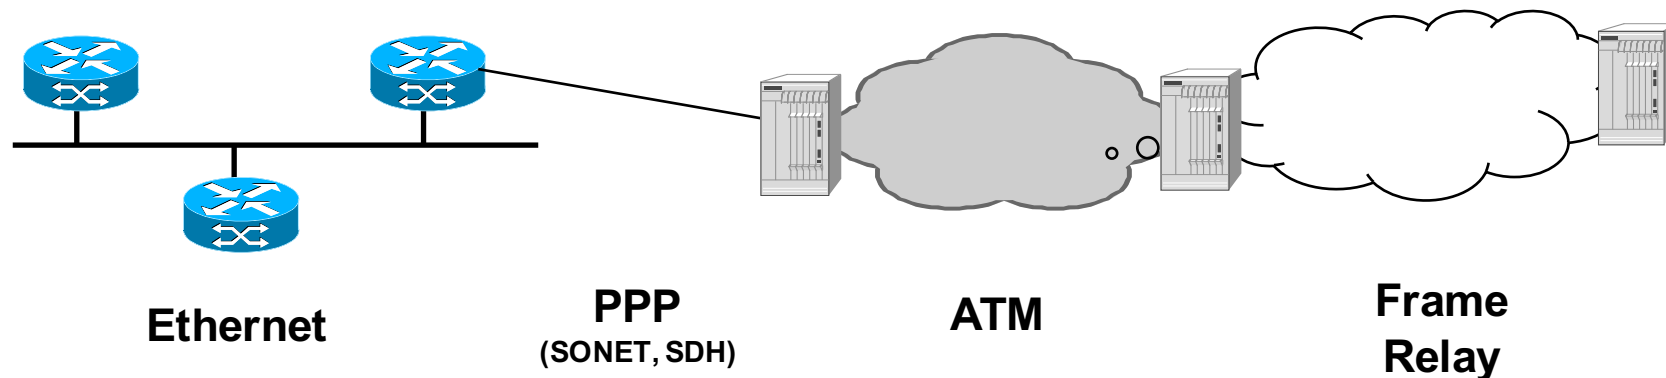 Ethernet
PPP
(SONET, SDH)
ATM
Frame
Relay